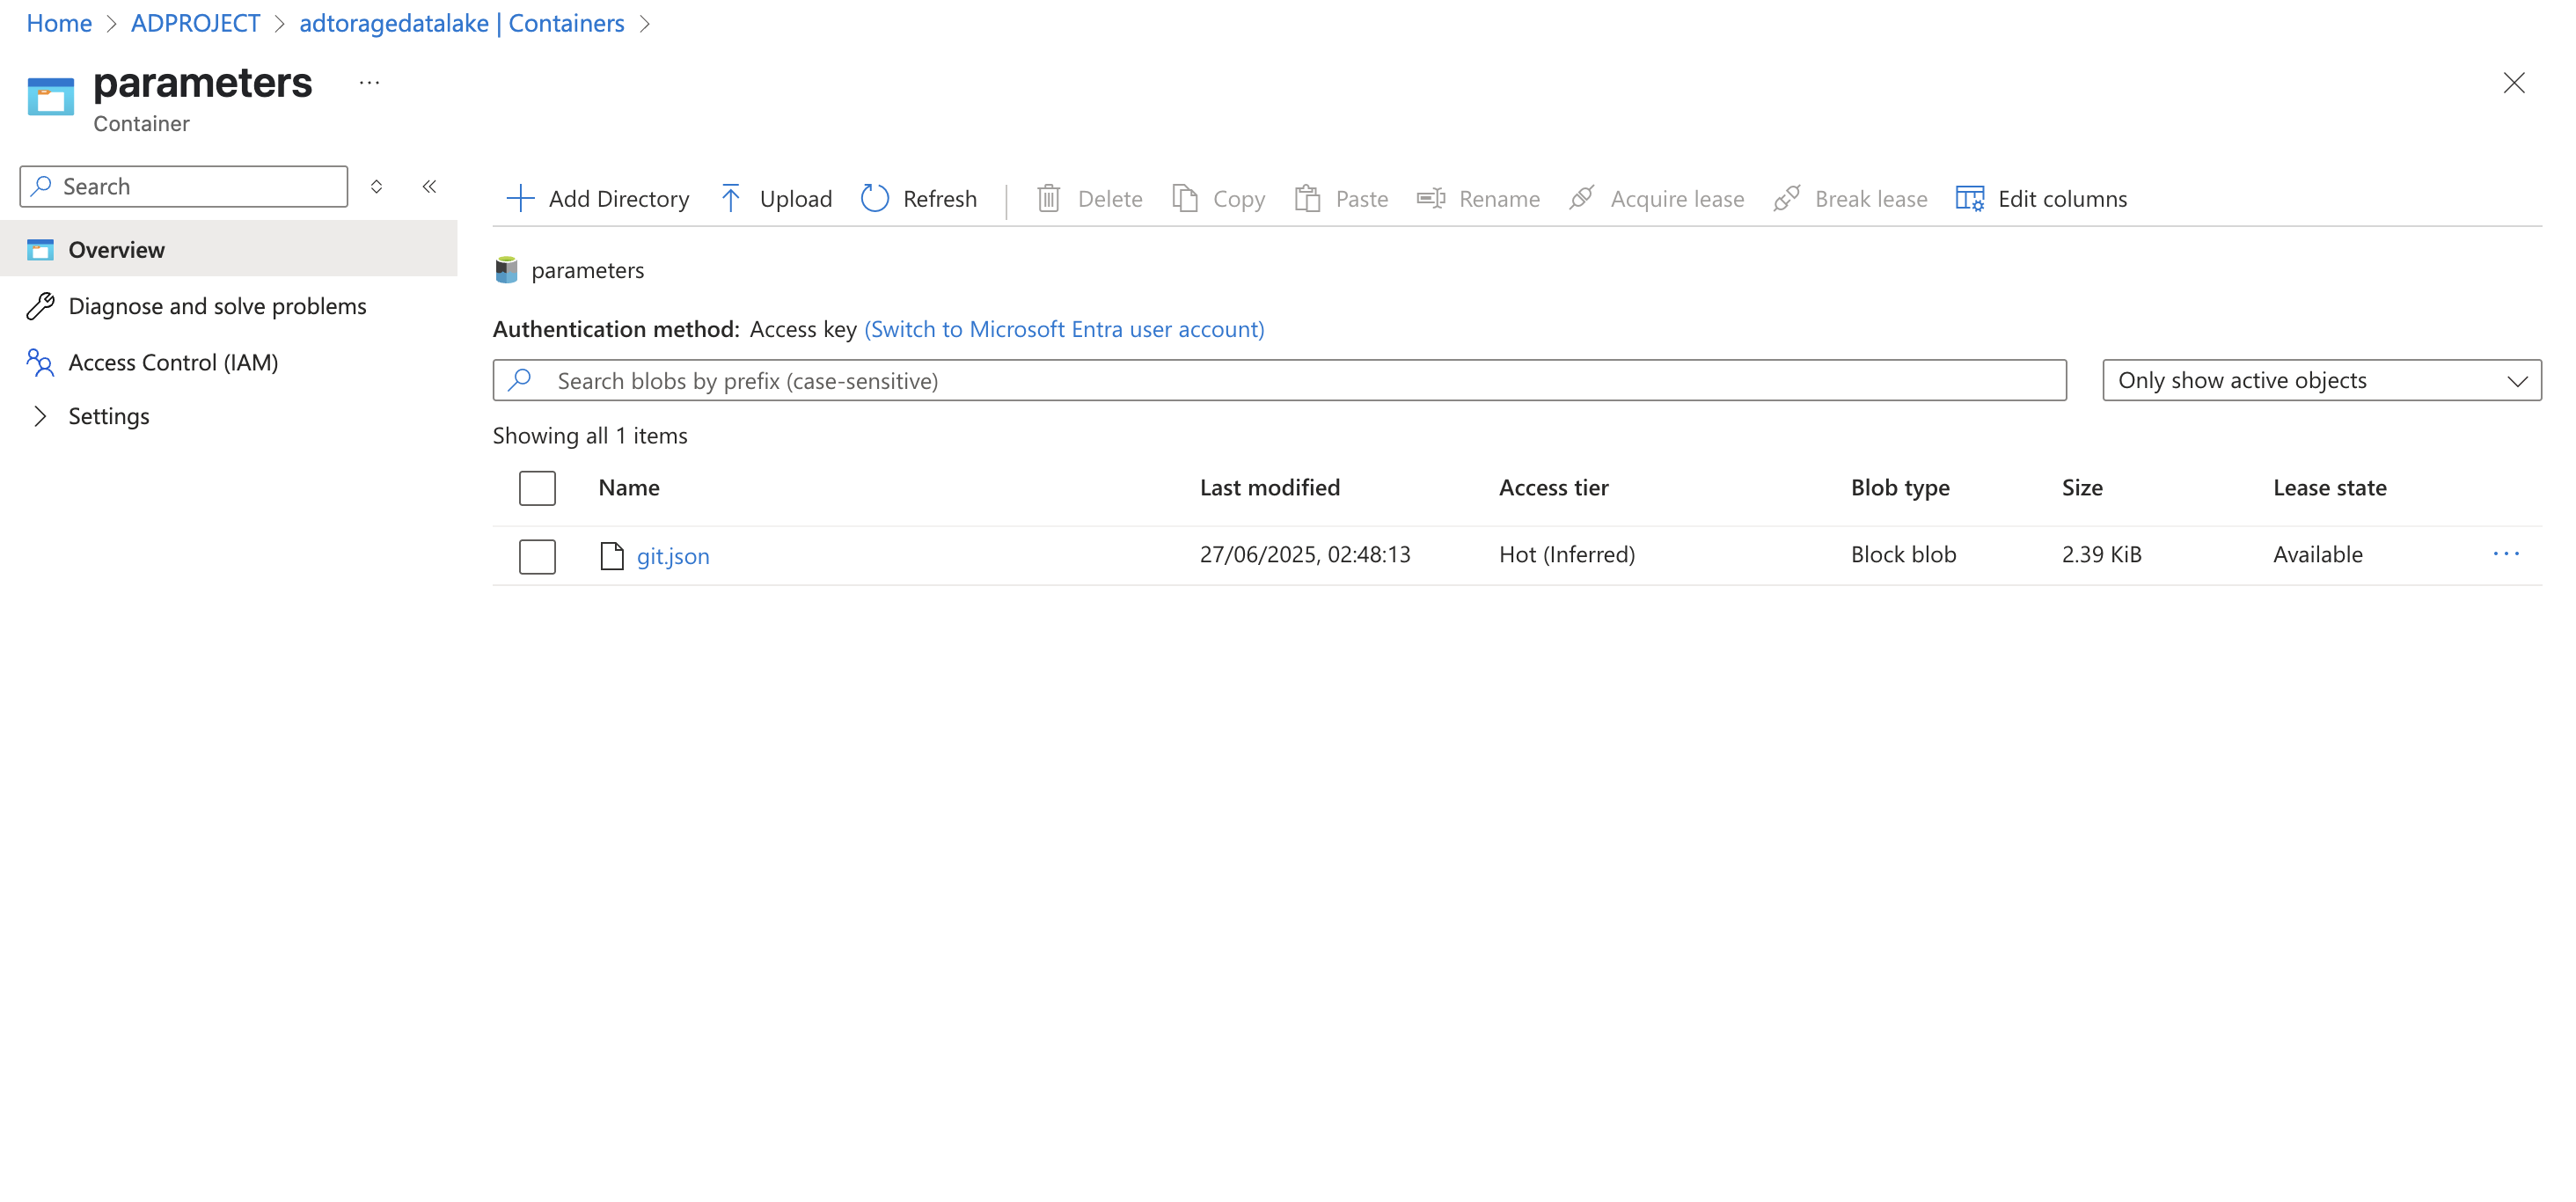 Home > ADPROJECT > adtoragedatalake | Containers >
parameters ...
Container
Search
Overview
Diagnose and solve problems
Access Control (IAM)
Settings
Add Directory Upload Refresh Delete Copy Paste Rename Acquire lease Break lease Edit columns
parameters
Authentication method: Access key (Switch to Microsoft Entra user account)
Search blobs by prefix (case-sensitive) Only show active objects
Showing all 1 items
Name Last modified Access tier Blob type Size Lease state
git.json 27/06/2025, 02:48:13 Hot (Inferred) Block blob 2.39 KiB Available ...